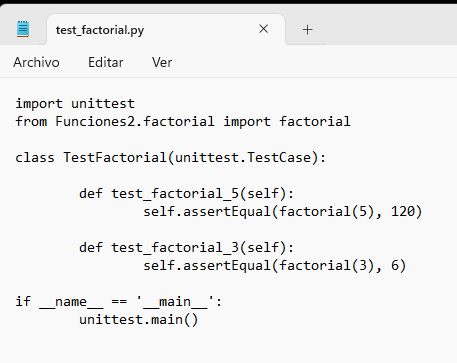 test_factorial.py
Archivo Editar Ver
import unittest
from Funciones2.factorial import factorial
class TestFactorial(unittest.TestCase):
def test_factorial_5(self):
self.assertEqual(factorial(5), 120)
def test_factorial_3(self):
self.assertEqual(factorial(3), 6)
if __name__ == '__main__':
unittest.main()